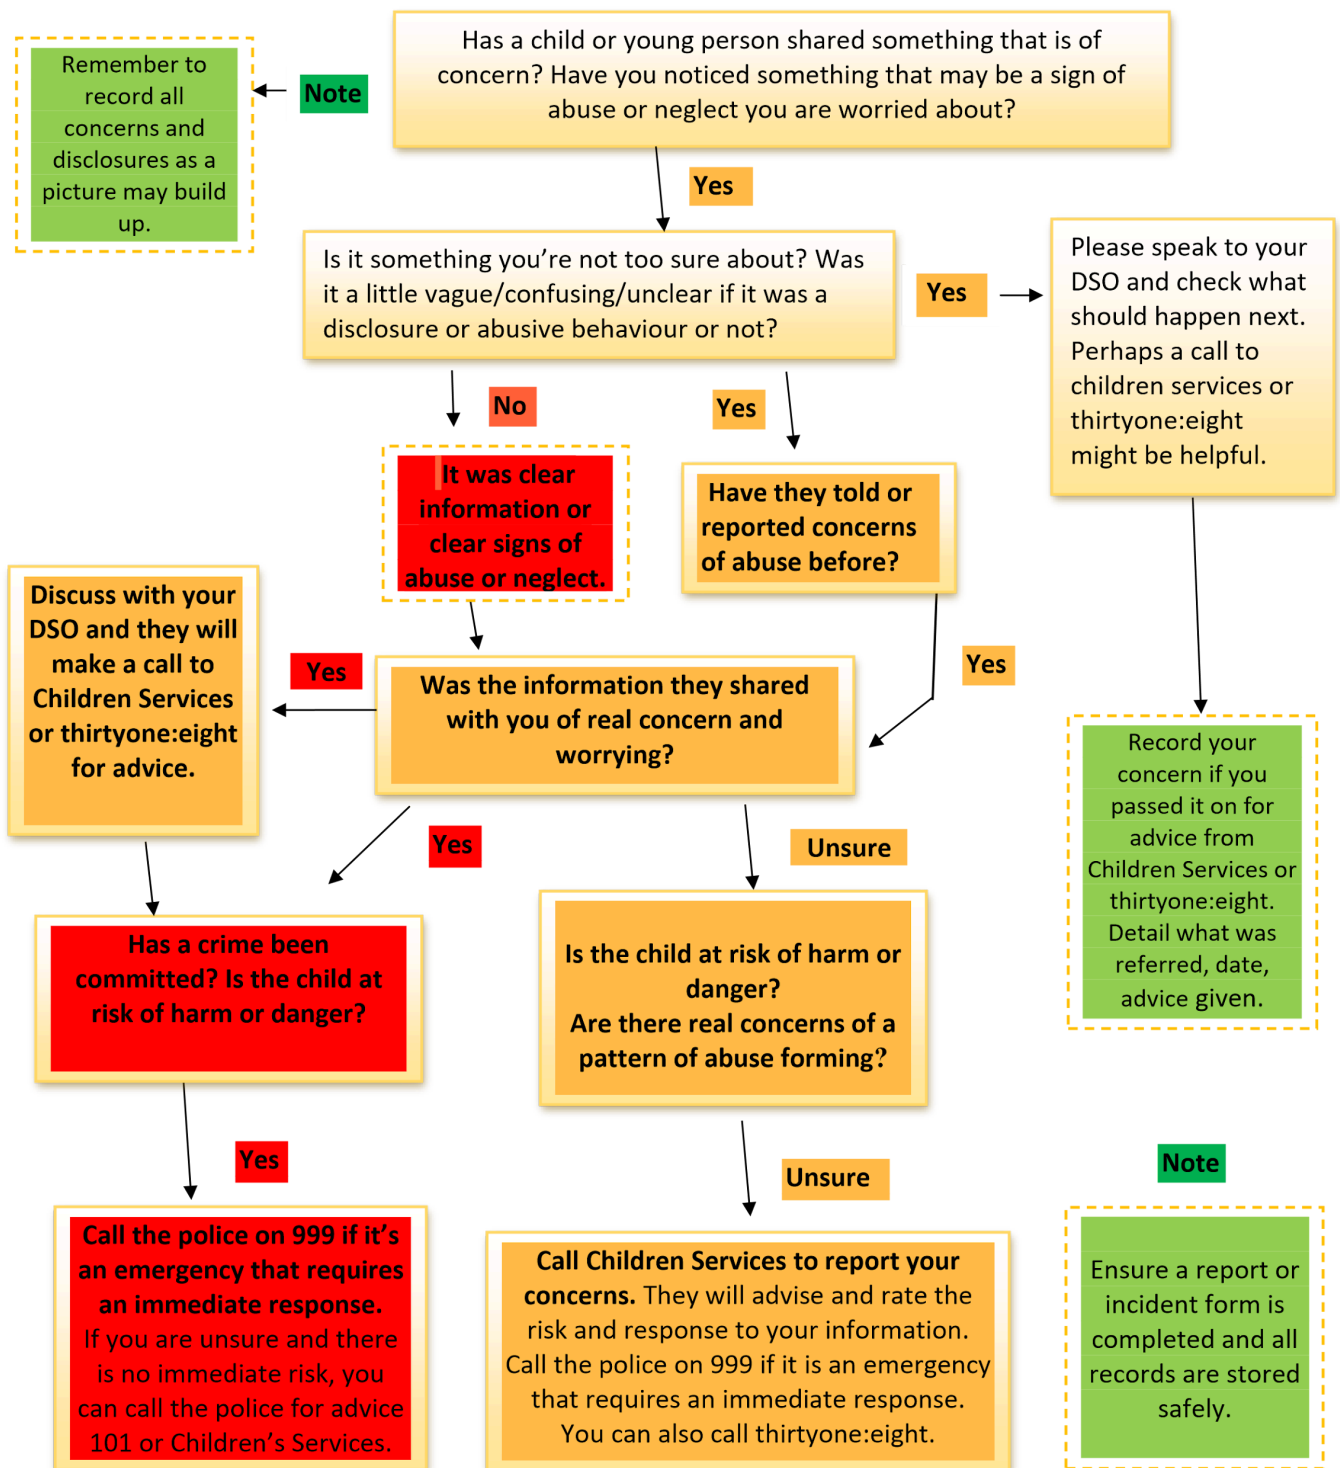 Has a child or young person shared something that is of
concern? Have you noticed something that may be a sign of
abuse or neglect you are worried about?
Note
Remember to
record all
concerns and
disclosures as a
picture may build
up.
Yes
Is it something you’re not too sure about? Was
it a little vague/confusing/unclear if it was a
disclosure or abusive behaviour or not?
Yes
Please speak to your
DSO and check what
should happen next.
Perhaps a call to
children services or
thirtyone:eight
might be helpful.
No
Yes
It was clear
information or
clear signs of
abuse or neglect.
Have they told or
reported concerns
of abuse before?
Discuss with your
DSO and they will
make a call to
Children Services
or thirtyone:eight
for advice.
Yes
Was the information they shared
with you of real concern and
worrying?
Yes
Record your
concern if you
passed it on for
advice from
Children Services or
thirtyone:eight.
Detail what was
referred, date,
advice given.
Yes
Unsure
Has a crime been
committed? Is the child at
risk of harm or danger?
Is the child at risk of harm or
danger?
Are there real concerns of a
pattern of abuse forming?
Yes
Unsure
Note
Call the police on 999 if it’s
an emergency that requires
an immediate response.
If you are unsure and there
is no immediate risk, you
can call the police for advice
101 or Children’s Services.
Call Children Services to report your
concerns. They will advise and rate the
risk and response to your information.
Call the police on 999 if it is an emergency
that requires an immediate response.
You can also call thirtyone:eight.
Ensure a report or
incident form is
completed and all
records are stored
safely.